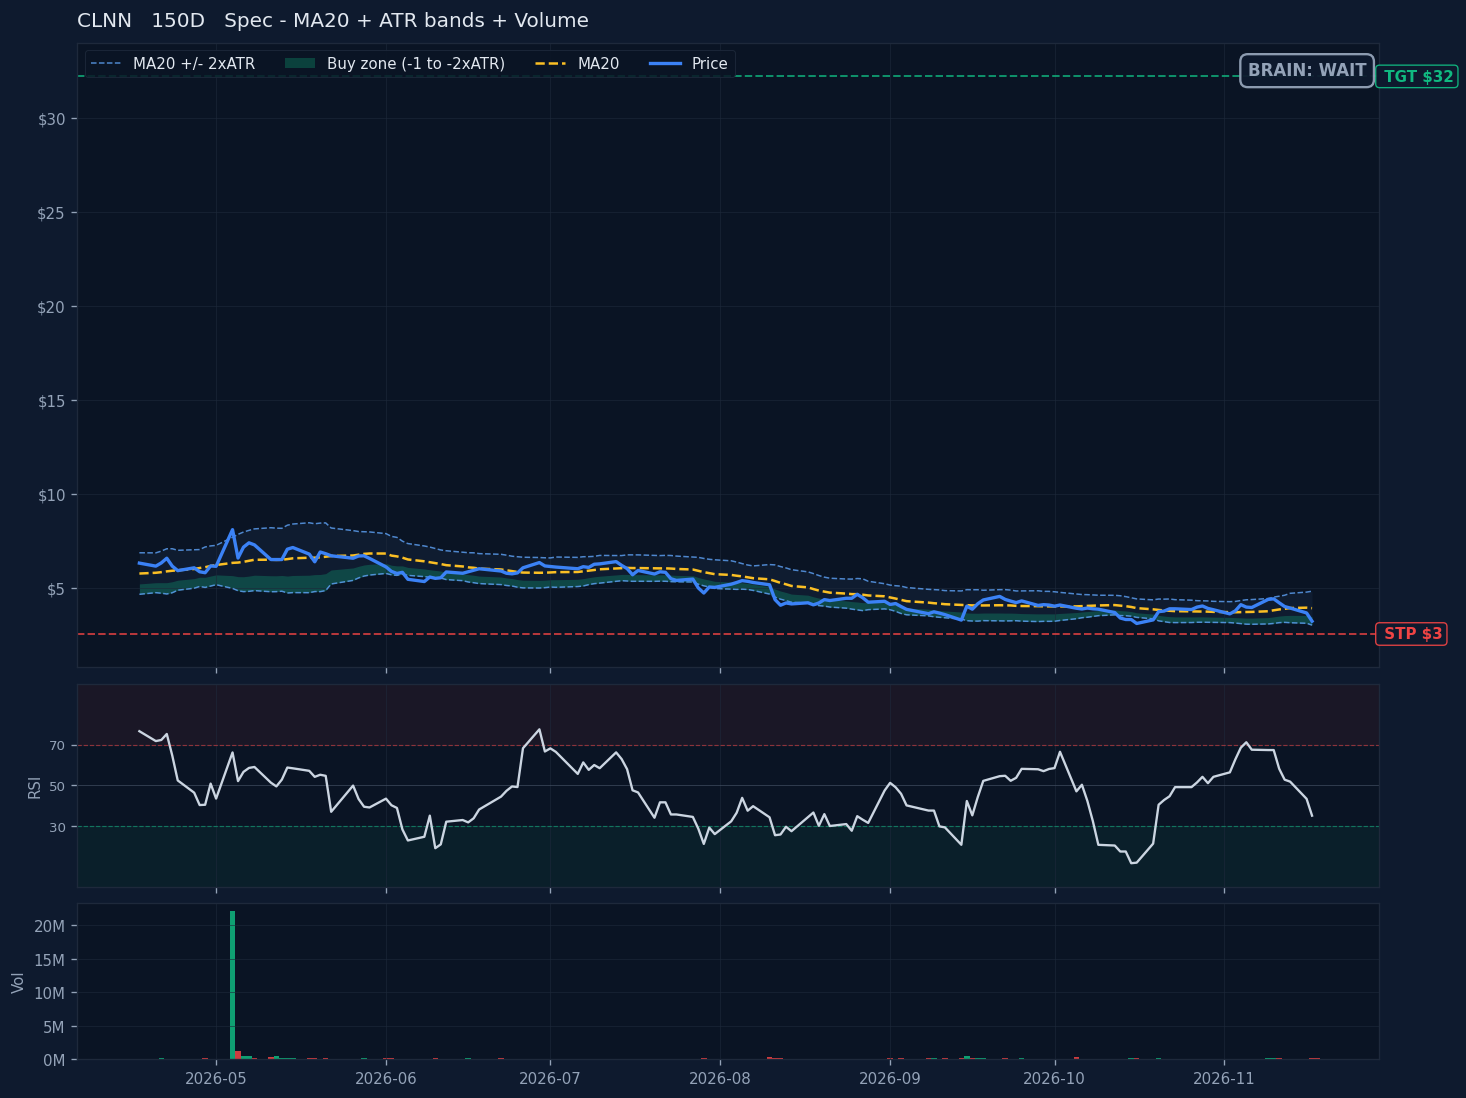 CLNN   150D   Spec - MA20 + ATR bands + Volume
MA20 +/- 2xATR
Buy zone (-1 to -2xATR)
MA20
Price
BRAIN: WAIT
TGT $32
$30
$25
$20
$15
$10
$5
STP $3
RSI
70
50
30
Vol
20M
15M
10M
5M
0M
2026-05
2026-06
2026-07
2026-08
2026-09
2026-10
2026-11